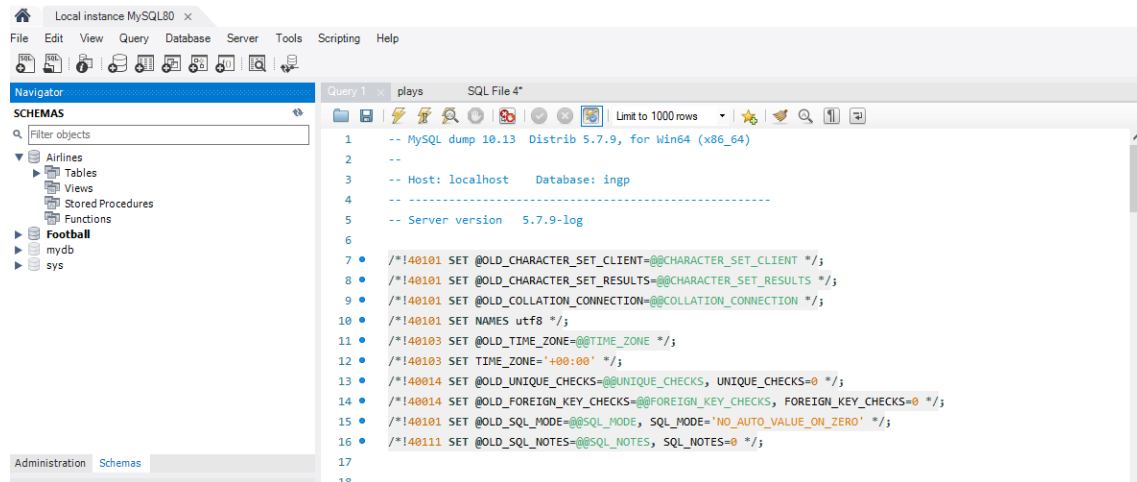 Local instance MySQL80 ×
File Edit View Query Database Server Tools Scripting Help
Navigator
SCHEMAS
Filter objects
Airlines
Tables
Views
Stored Procedures
Functions
Football
mydb
sys
Administration Schemas
Query 1 × plays SQL File 4*
Limit to 1000 rows
1 -- MySQL dump 10.13 Distrib 5.7.9, for Win64 (x86_64)
2 --
3 -- Host: localhost Database: ingp
4 -- ------------------------------------------------------
5 -- Server version 5.7.9-log
6
7 /*!40101 SET @OLD_CHARACTER_SET_CLIENT=@@CHARACTER_SET_CLIENT */;
8 /*!40101 SET @OLD_CHARACTER_SET_RESULTS=@@CHARACTER_SET_RESULTS */;
9 /*!40101 SET @OLD_COLLATION_CONNECTION=@@COLLATION_CONNECTION */;
10 /*!40101 SET NAMES utf8 */;
11 /*!40103 SET @OLD_TIME_ZONE=@@TIME_ZONE */;
12 /*!40103 SET TIME_ZONE='+00:00' */;
13 /*!40014 SET @OLD_UNIQUE_CHECKS=@@UNIQUE_CHECKS, UNIQUE_CHECKS=0 */;
14 /*!40014 SET @OLD_FOREIGN_KEY_CHECKS=@@FOREIGN_KEY_CHECKS, FOREIGN_KEY_CHECKS=0 */;
15 /*!40101 SET @OLD_SQL_MODE=@@SQL_MODE, SQL_MODE='NO_AUTO_VALUE_ON_ZERO' */;
16 /*!40111 SET @OLD_SQL_NOTES=@@SQL_NOTES, SQL_NOTES=0 */;
17
18